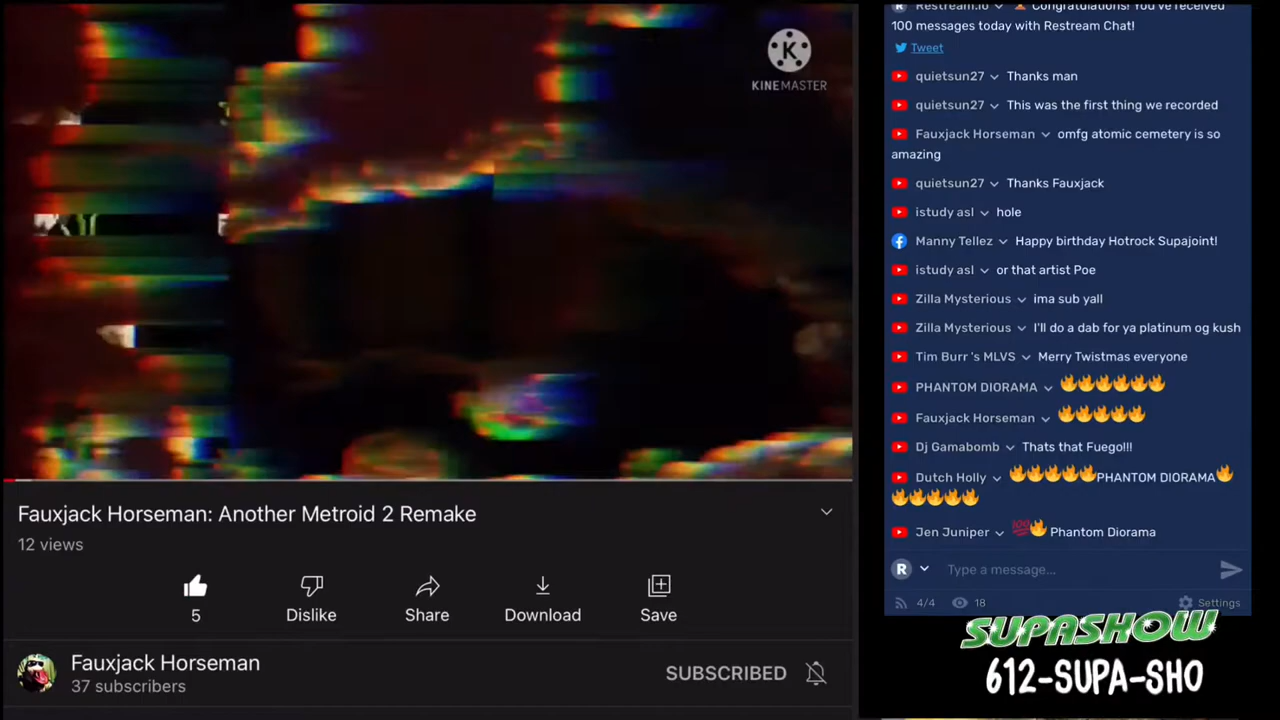 KINEMASTER
Fauxjack Horseman: Another Metroid 2 Remake
12 views
5
Dislike
Share
Download
Save
Fauxjack Horseman
37 subscribers
SUBSCRIBED
Restream.io Congratulations! You've received
100 messages today with Restream Chat!
Tweet
quietsun27 Thanks man
quietsun27 This was the first thing we recorded
Fauxjack Horseman omfg atomic cemetery is so
amazing
quietsun27 Thanks Fauxjack
istudy asl hole
Manny Tellez Happy birthday Hotrock Supajoint!
istudy asl or that artist Poe
Zilla Mysterious ima sub yall
Zilla Mysterious I'll do a dab for ya platinum og kush
Tim Burr 's MLVS Merry Twistmas everyone
PHANTOM DIORAMA 🔥🔥🔥🔥🔥🔥
Fauxjack Horseman 🔥🔥🔥🔥🔥
Dj Gamabomb Thats that Fuego!!!
Dutch Holly 🔥🔥🔥🔥🔥PHANTOM DIORAMA🔥
🔥🔥🔥🔥🔥
Jen Juniper 💯🔥 Phantom Diorama
R Type a message...
4/4 18 Settings
SUPASHOW
612-SUPA-SHO